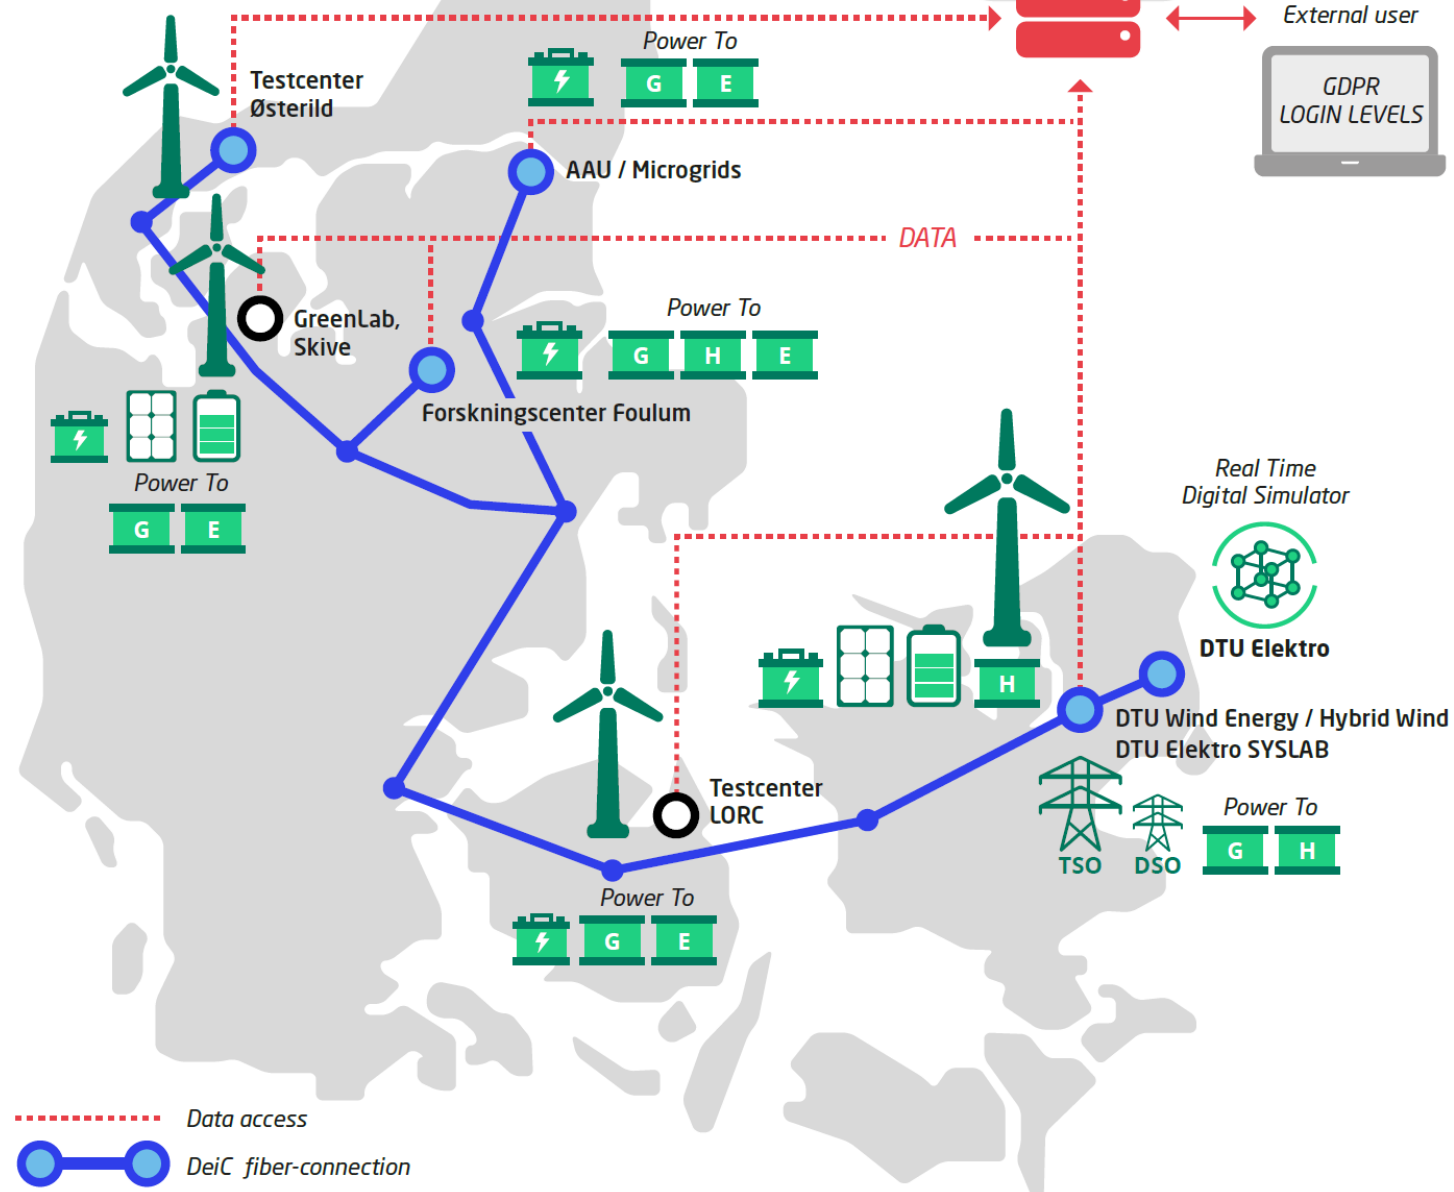 External user
GDPR
LOGIN LEVELS
Power To
G E
Testcenter
Østerild
AAU / Microgrids
DATA
GreenLab,
Skive
Power To
G H E
Forskningscenter Foulum
Power To
G E
Real Time
Digital Simulator
DTU Elektro
H
DTU Wind Energy / Hybrid Wind
DTU Elektro SYSLAB
Testcenter
LORC
Power To
TSO DSO G H
Power To
G E
Data access
DeiC fiber-connection